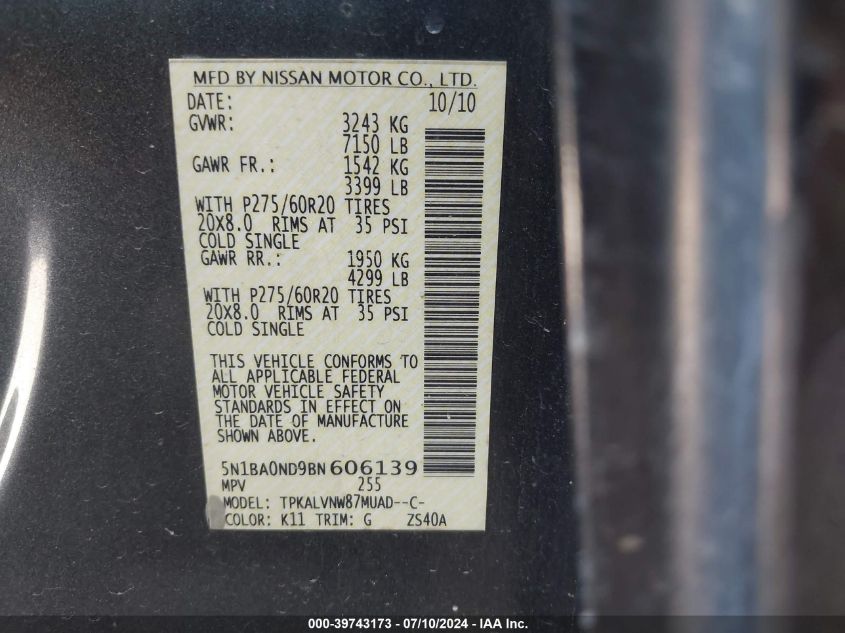 MFD BY NISSAN MOTOR CO., LTD.
DATE: 10/10
GVWR: 3243 KG
7150 LB
GAWR FR.: 1542 KG
3399 LB
WITH P275/60R20 TIRES
20X8.0 RIMS AT 35 PSI
COLD SINGLE
GAWR RR.: 1950 KG
4299 LB
WITH P275/60R20 TIRES
20X8.0 RIMS AT 35 PSI
COLD SINGLE
THIS VEHICLE CONFORMS TO
ALL APPLICABLE FEDERAL
MOTOR VEHICLE SAFETY
STANDARDS IN EFFECT ON
THE DATE OF MANUFACTURE
SHOWN ABOVE.
5N1BA0ND9BN606139
MPV 255
MODEL: TPKALVNW87MUAD--C-
COLOR: K11 TRIM: G ZS40A
000-39743173 - 07/10/2024 - IAA Inc.